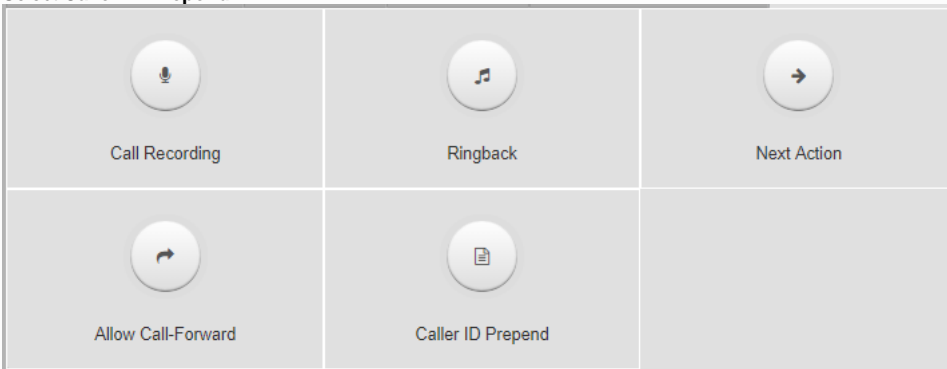 Call Recording
Ringback
Next Action
Allow Call-Forward
Caller ID Prepend